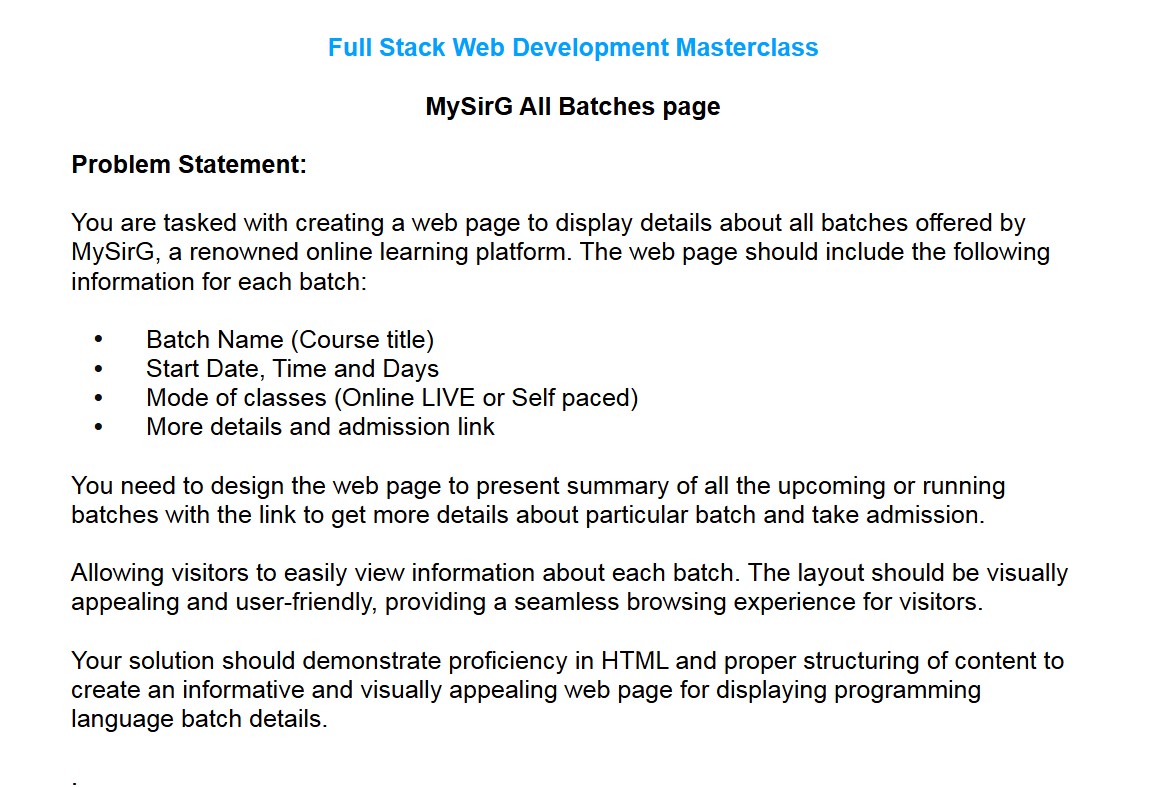 Full Stack Web Development Masterclass
MySirG All Batches page
Problem Statement:
You are tasked with creating a web page to display details about all batches offered by
MySirG, a renowned online learning platform. The web page should include the following
information for each batch:
• Batch Name (Course title)
• Start Date, Time and Days
• Mode of classes (Online LIVE or Self paced)
• More details and admission link
You need to design the web page to present summary of all the upcoming or running
batches with the link to get more details about particular batch and take admission.
Allowing visitors to easily view information about each batch. The layout should be visually
appealing and user-friendly, providing a seamless browsing experience for visitors.
Your solution should demonstrate proficiency in HTML and proper structuring of content to
create an informative and visually appealing web page for displaying programming
language batch details.
.